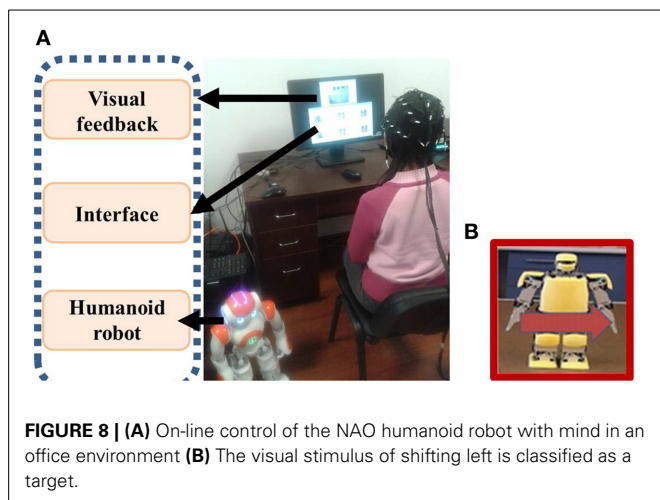 A
Visual
feedback
Interface
Humanoid
robot
B
FIGURE 8 | (A) On-line control of the NAO humanoid robot with mind in an
office environment (B) The visual stimulus of shifting left is classified as a
target.